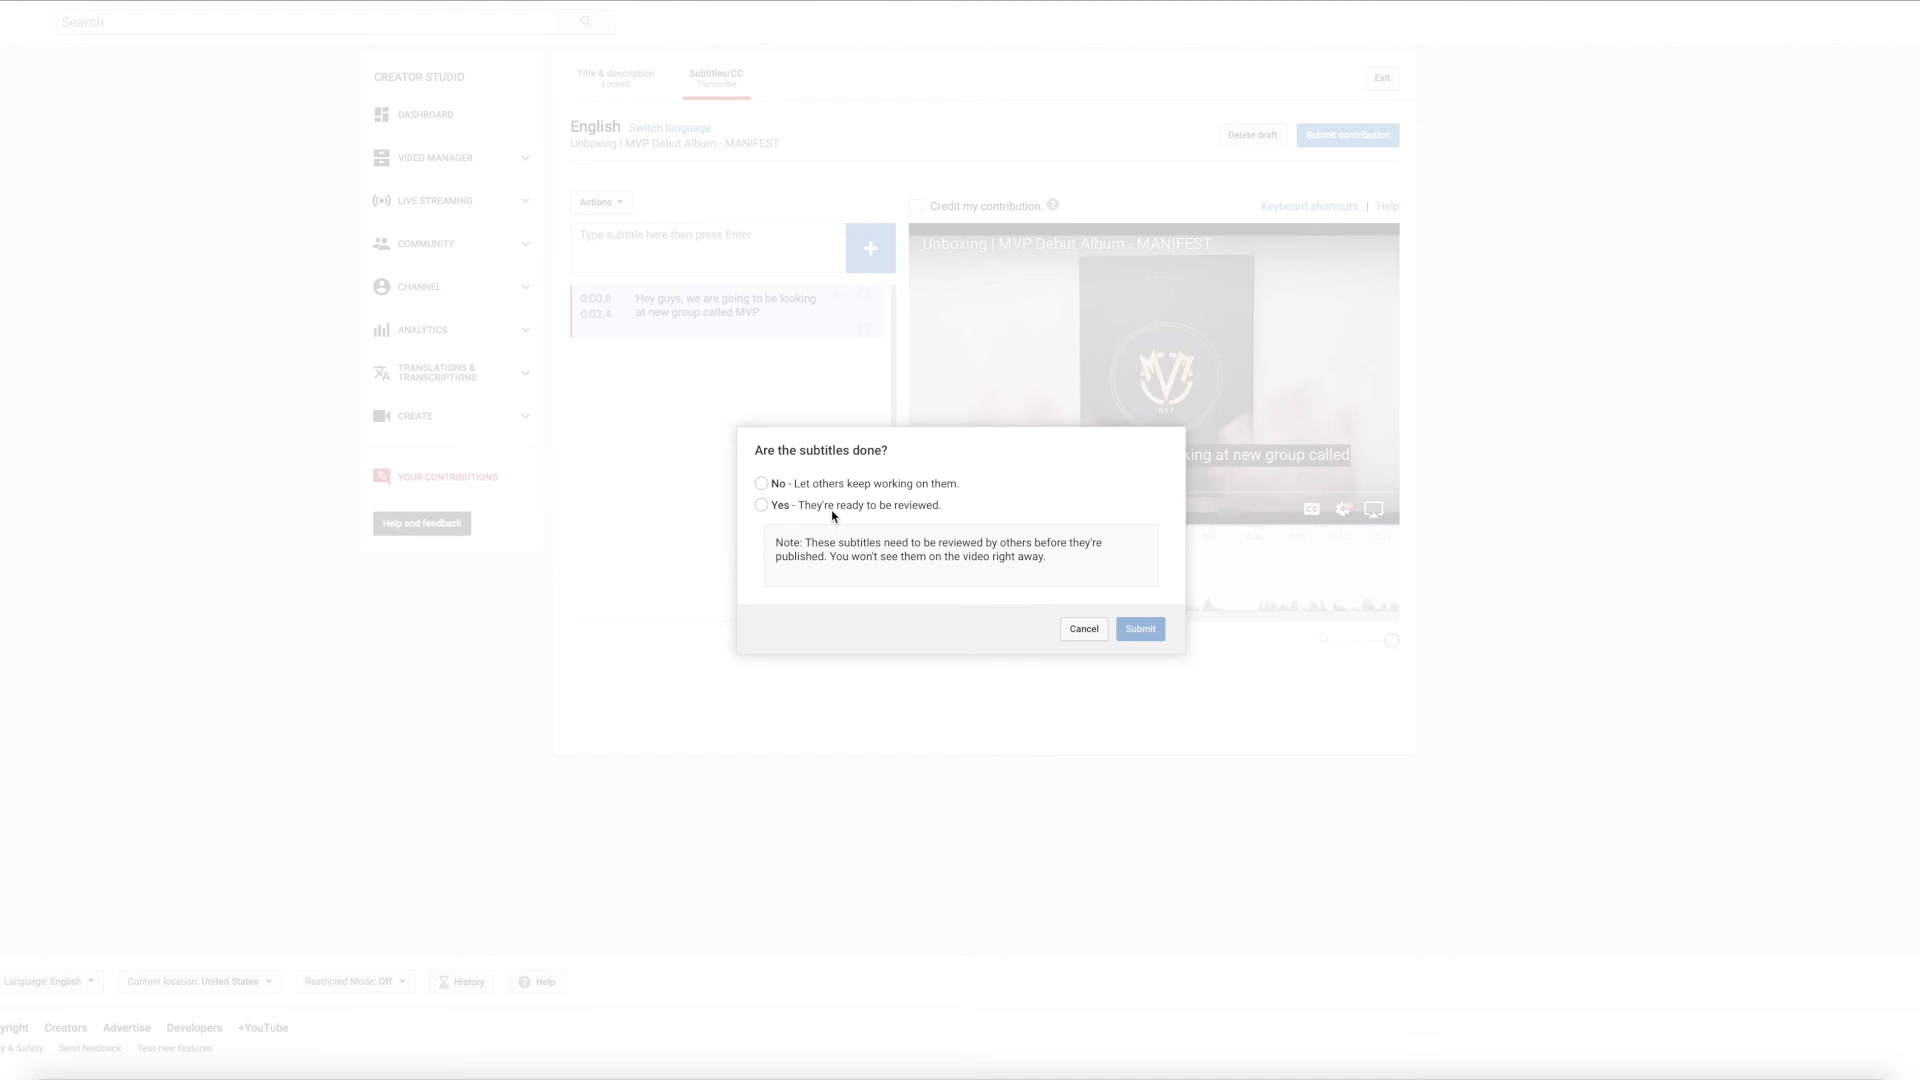 Search
CREATOR STUDIO
DASHBOARD
VIDEO MANAGER
LIVE STREAMING
COMMUNITY
CHANNEL
ANALYTICS
TRANSLATIONS &
TRANSCRIPTIONS
CREATE
YOUR CONTRIBUTIONS
Help and feedback
Title & description
Locked
Subtitles/CC
Transcribe
Exit
English Switch language
Unboxing | MVP Debut Album - MANIFEST
Delete draft
Submit contribution
Actions
Credit my contribution.
Keyboard shortcuts | Help
Type subtitle here then press Enter
+
0:00.8
0:02.4
Hey guys, we are going to be looking
at new group called MVP
Unboxing | MVP Debut Album - MANIFEST
MVP
king at new group called
CC
Are the subtitles done?
No - Let others keep working on them.
Yes - They're ready to be reviewed.
Note: These subtitles need to be reviewed by others before they're
published. You won't see them on the video right away.
Cancel
Submit
Language: English
Content location: United States
Restricted Mode: Off
History
Help
yright Creators Advertise Developers +YouTube
y & Safety Send feedback Test new features